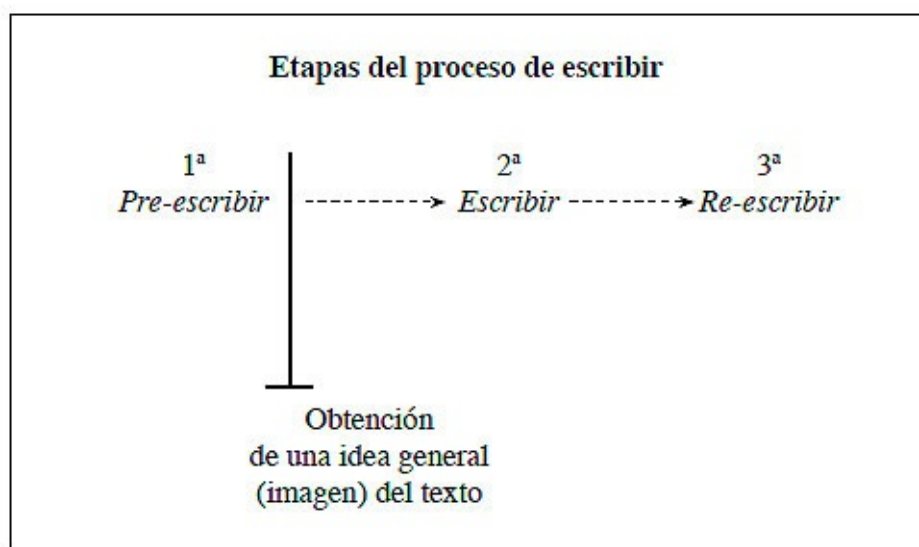 Etapas del proceso de escribir
1ª
Pre-escribir
2ª
Escribir
3ª
Re-escribir
Obtención
de una idea general
(imagen) del texto